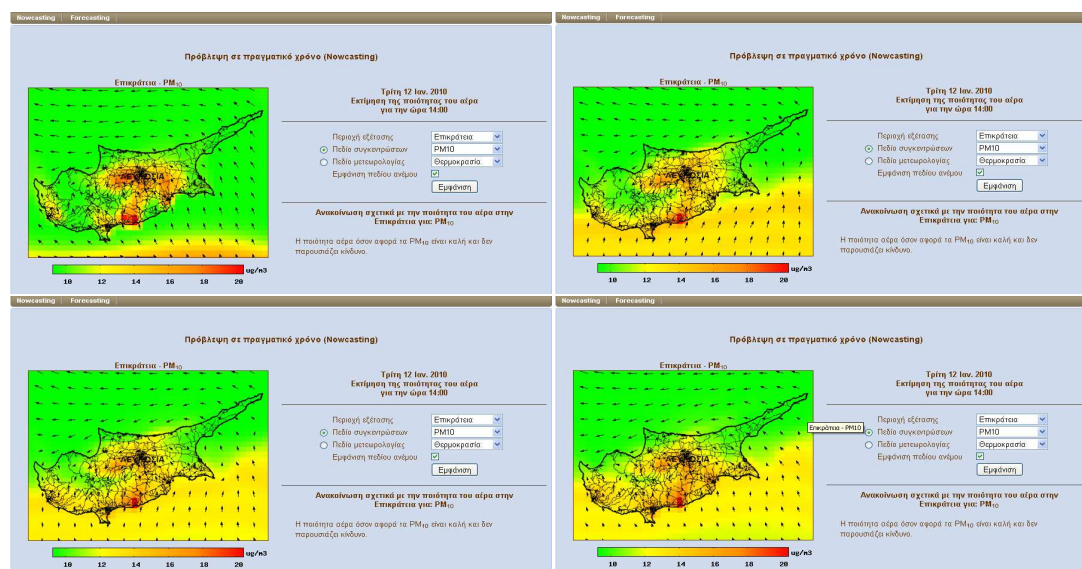 Nowcasting | Forecasting |
Πρόβλεψη σε πραγματικό χρόνο (Nowcasting)
Επικράτεια - PM10
ΛΕΥΚΩΣΙΑ
10 12 14 16 18 20 ug/m3
Τρίτη 12 Ιαν. 2010
Εκτίμηση της ποιότητας του αέρα
για την ώρα 14:00
Περιοχή εξέτασης Επικράτεια
Πεδίο συγκεντρώσεων PM10
Πεδίο μετεωρολογίας Θερμοκρασία
Εμφάνιση πεδίου ανέμου
Εμφάνιση
Ανακοίνωση σχετικά με την ποιότητα του αέρα στην
Επικράτεια για: PM10
Η ποιότητα αέρα όσον αφορά τα PM10 είναι καλή και δεν
παρουσιάζει κίνδυνο.
Nowcasting | Forecasting |
Πρόβλεψη σε πραγματικό χρόνο (Nowcasting)
Επικράτεια - PM10
ΛΕΥΚΩΣΙΑ
10 12 14 16 18 20 ug/m3
Τρίτη 12 Ιαν. 2010
Εκτίμηση της ποιότητας του αέρα
για την ώρα 14:00
Περιοχή εξέτασης Επικράτεια
Πεδίο συγκεντρώσεων PM10
Πεδίο μετεωρολογίας Θερμοκρασία
Εμφάνιση πεδίου ανέμου
Εμφάνιση
Ανακοίνωση σχετικά με την ποιότητα του αέρα στην
Επικράτεια για: PM10
Η ποιότητα αέρα όσον αφορά τα PM10 είναι καλή και δεν
παρουσιάζει κίνδυνο.
Nowcasting | Forecasting |
Πρόβλεψη σε πραγματικό χρόνο (Nowcasting)
Επικράτεια - PM10
ΛΕΥΚΩΣΙΑ
10 12 14 16 18 20 ug/m3
Τρίτη 12 Ιαν. 2010
Εκτίμηση της ποιότητας του αέρα
για την ώρα 14:00
Περιοχή εξέτασης Επικράτεια
Πεδίο συγκεντρώσεων PM10
Πεδίο μετεωρολογίας Θερμοκρασία
Εμφάνιση πεδίου ανέμου
Εμφάνιση
Ανακοίνωση σχετικά με την ποιότητα του αέρα στην
Επικράτεια για: PM10
Η ποιότητα αέρα όσον αφορά τα PM10 είναι καλή και δεν
παρουσιάζει κίνδυνο.
Nowcasting | Forecasting |
Πρόβλεψη σε πραγματικό χρόνο (Nowcasting)
Επικράτεια - PM10
ΛΕΥΚΩΣΙΑ
Επικράτεια - PM10
10 12 14 16 18 20 ug/m3
Τρίτη 12 Ιαν. 2010
Εκτίμηση της ποιότητας του αέρα
για την ώρα 14:00
Περιοχή εξέτασης Επικράτεια
Πεδίο συγκεντρώσεων PM10
Πεδίο μετεωρολογίας Θερμοκρασία
Εμφάνιση πεδίου ανέμου
Εμφάνιση
Ανακοίνωση σχετικά με την ποιότητα του αέρα στην
Επικράτεια για: PM10
Η ποιότητα αέρα όσον αφορά τα PM10 είναι καλή και δεν
παρουσιάζει κίνδυνο.